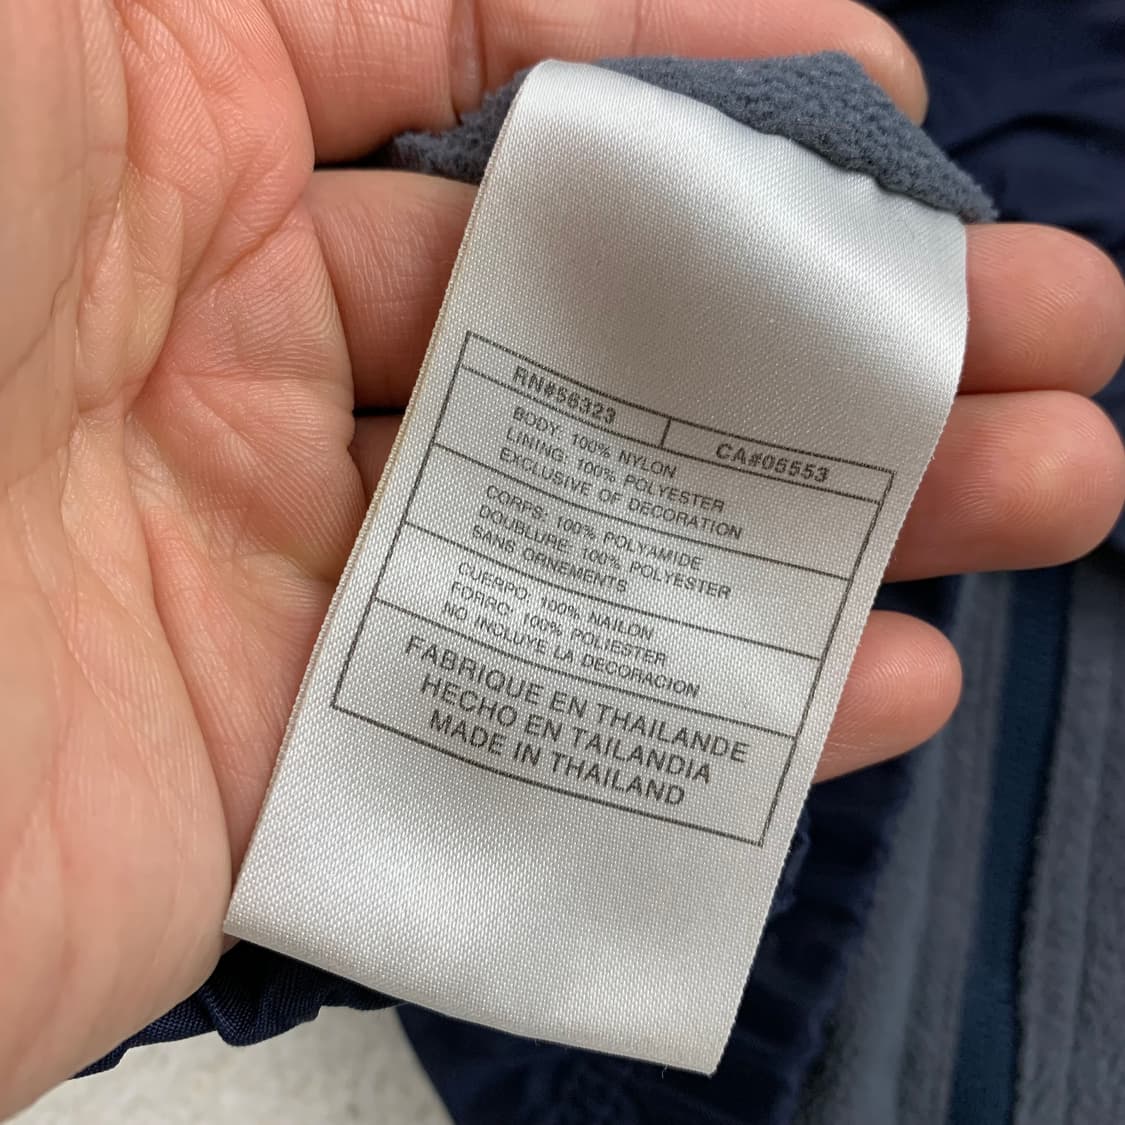 RN#56323
CA#05553
BODY: 100% NYLON
LINING: 100% POLYESTER
EXCLUSIVE OF DECORATION
CORPS: 100% POLYAMIDE
DOUBLURE: 100% POLYESTER
SANS ORNEMENTS
CUERPO: 100% NAILON
FORRO: 100% POLIESTER
NO INCLUYE LA DECORACION
FABRIQUE EN THAILANDE
HECHO EN TAILANDIA
MADE IN THAILAND